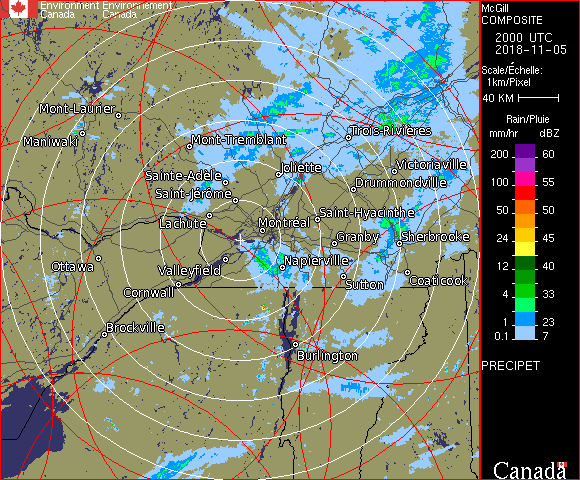 Environment Environnement
Canada Canada
McGill
COMPOSITE
2000 UTC
2018-11-05
Scale/Échelle:
1km/Pixel
40 KM
Rain/Pluie
mm/hr dBZ
200 60
100 55
50 50
24 45
12 40
4 33
1 23
0.1 7
PRECIPET
Mont-Laurier
Maniwaki
Mont-Tremblant
Trois-Rivières
Joliette
Victoriaville
Sainte-Adèle
Drummondville
Saint-Jérôme
Lachute
Saint-Hyacinthe
Montréal
Granby
Sherbrooke
Ottawa
Valleyfield
Napierville
Cornwall
Sutton
Coaticook
Brockville
Burlington
Canada